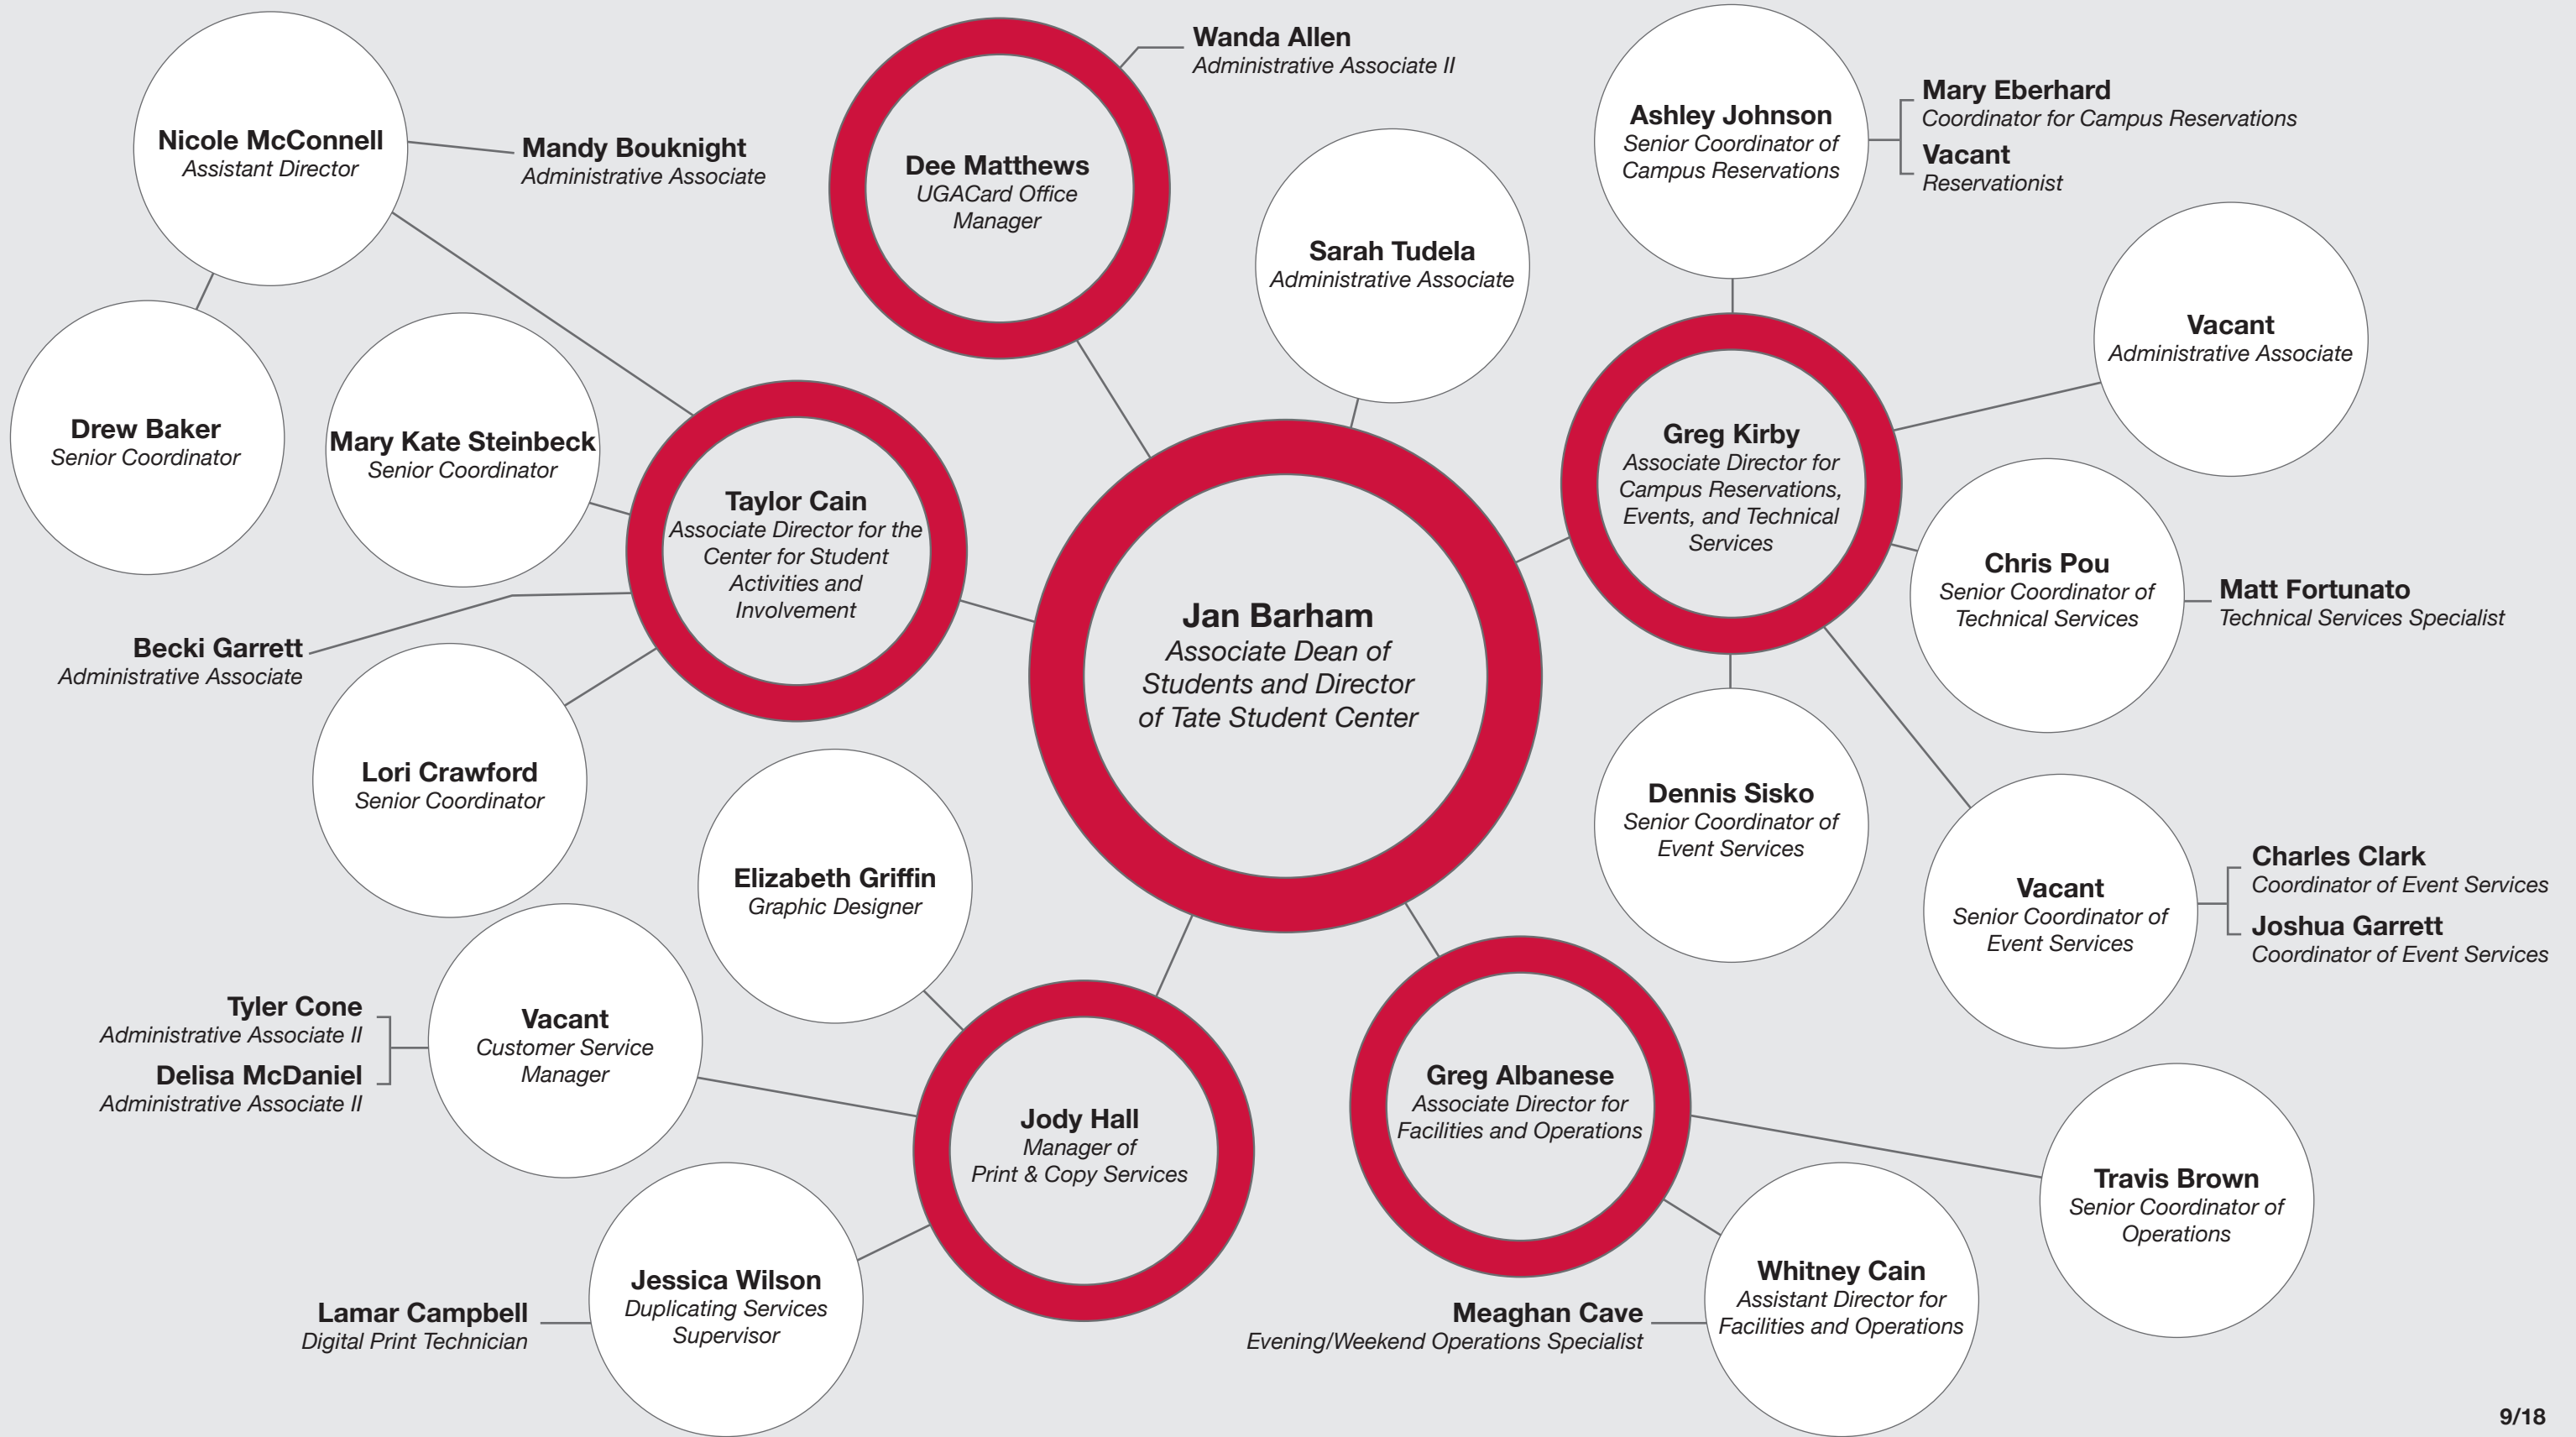 Nicole McConnell
Assistant Director
Mandy Bouknight
Administrative Associate
Drew Baker
Senior Coordinator
Mary Kate Steinbeck
Senior Coordinator
Taylor Cain
Associate Director for the
Center for Student
Activities and
Involvement
Becki Garrett
Administrative Associate
Lori Crawford
Senior Coordinator
Dee Matthews
UGACard Office
Manager
Wanda Allen
Administrative Associate II
Sarah Tudela
Administrative Associate
Jan Barham
Associate Dean of
Students and Director
of Tate Student Center
Ashley Johnson
Senior Coordinator of
Campus Reservations
Mary Eberhard
Coordinator for Campus Reservations
Vacant
Reservationist
Vacant
Administrative Associate
Greg Kirby
Associate Director for
Campus Reservations,
Events, and Technical
Services
Chris Pou
Senior Coordinator of
Technical Services
Matt Fortunato
Technical Services Specialist
Dennis Sisko
Senior Coordinator of
Event Services
Vacant
Senior Coordinator of
Event Services
Charles Clark
Coordinator of Event Services
Joshua Garrett
Coordinator of Event Services
Elizabeth Griffin
Graphic Designer
Tyler Cone
Administrative Associate II
Delisa McDaniel
Administrative Associate II
Vacant
Customer Service
Manager
Jody Hall
Manager of
Print & Copy Services
Jessica Wilson
Duplicating Services
Supervisor
Lamar Campbell
Digital Print Technician
Greg Albanese
Associate Director for
Facilities and Operations
Travis Brown
Senior Coordinator of
Operations
Whitney Cain
Assistant Director for
Facilities and Operations
Meaghan Cave
Evening/Weekend Operations Specialist
9/18